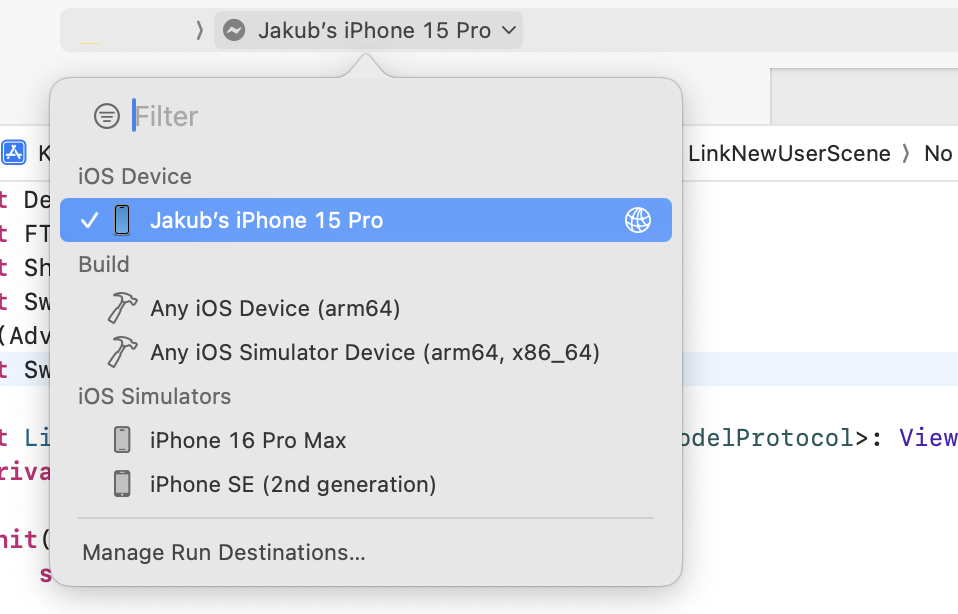 Jakub’s iPhone 15 Pro
Filter
LinkNewUserScene
No
iOS Device
Jakub’s iPhone 15 Pro
Build
Any iOS Device (arm64)
Any iOS Simulator Device (arm64, x86_64)
iOS Simulators
iPhone 16 Pro Max
odelProtocol>: View
iPhone SE (2nd generation)
Manage Run Destinations...